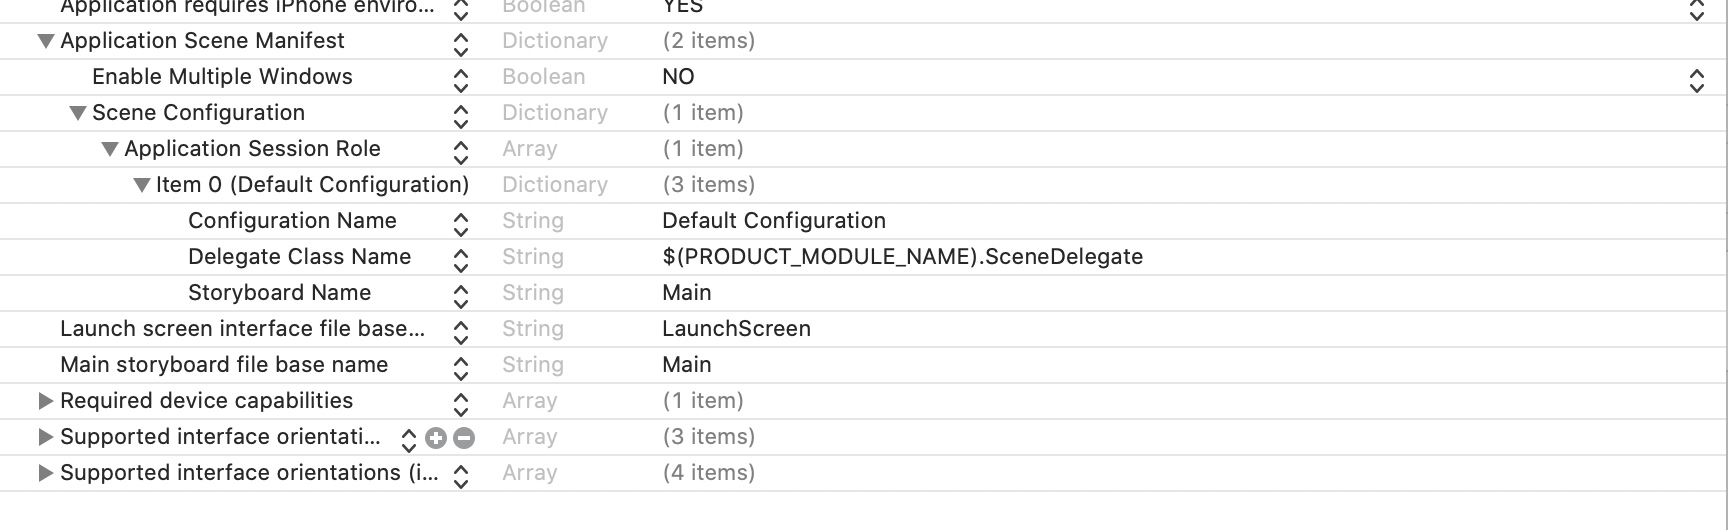 Application requires iPhone enviro... Boolean YES
Application Scene Manifest Dictionary (2 items)
Enable Multiple Windows Boolean NO
Scene Configuration Dictionary (1 item)
Application Session Role Array (1 item)
Item 0 (Default Configuration) Dictionary (3 items)
Configuration Name String Default Configuration
Delegate Class Name String $(PRODUCT_MODULE_NAME).SceneDelegate
Storyboard Name String Main
Launch screen interface file base... String LaunchScreen
Main storyboard file base name String Main
Required device capabilities Array (1 item)
Supported interface orientati... Array (3 items)
Supported interface orientations (i... Array (4 items)